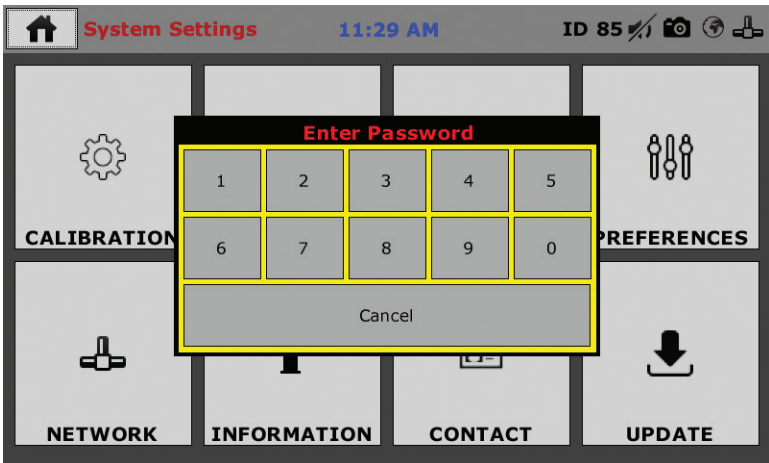 System Settings 11:29 AM ID 85
Enter Password
1 2 3 4 5
CALIBRATION 6 7 8 9 0 PREFERENCES
Cancel
NETWORK INFORMATION CONTACT UPDATE